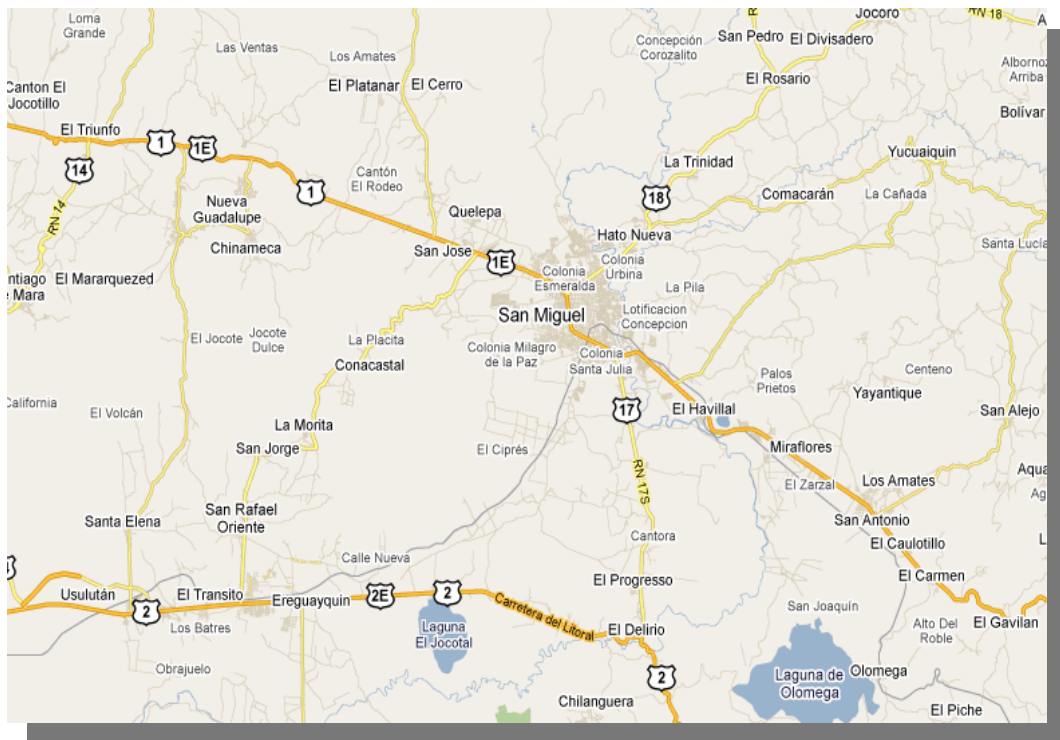 Loma
Grande
Las Ventas
Los Amates
Concepción
Corozalito
San Pedro
El Divisadero
Jocoro
RN 18
El Platanar
El Cerro
El Rosario
Albornoz
Arriba
Canton El
Jocotillo
Bolívar
El Triunfo
1
1E
14
RN 14
1
Cantón
El Rodeo
La Trinidad
18
Yucuaiquin
Comacarán
La Cañada
Nueva
Guadalupe
Chinameca
Quelepa
San Jose
1E
Hato Nueva
Colonia
Urbina
Colonia
Esmeralda
La Pila
Santa Lucía
ntiago
e Mara
El Mararquezed
San Miguel
Lotificacion
Concepcion
El Jocote
Jocote
Dulce
La Placita
Conacastal
Colonia Milagro
de la Paz
Colonia
Santa Julia
Palos
Prietos
Centeno
Yayantique
California
El Volcán
17
El Havillal
San Alejo
La Morita
San Jorge
El Ciprés
Miraflores
RN 17S
El Zarzal
Los Amates
Aqua
Ag
San Rafael
Oriente
Santa Elena
San Antonio
Cantora
El Caulotillo
L
Calle Nueva
El Progresso
El Carmen
Usulután
2
El Transito
Ereguayquin
2E
2
Carretera del Litoral
San Joaquín
Los Batres
Laguna
El Jocotal
El Delirio
Alto Del
Roble
El Gavilan
Obrajuelo
2
Laguna de
Olomega
Olomega
Chilanguera
El Piche